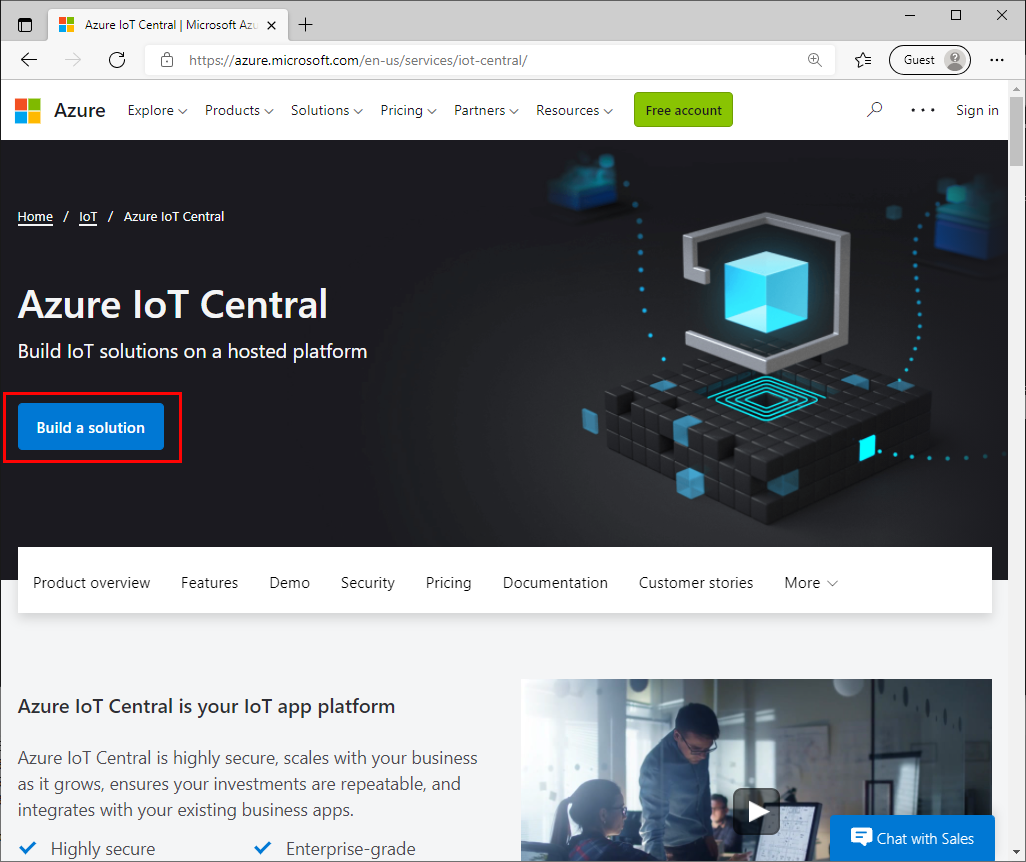 Azure IoT Central | Microsoft Azu
https://azure.microsoft.com/en-us/services/iot-central/
Guest
Azure
Explore
Products
Solutions
Pricing
Partners
Resources
Free account
Sign in
Home / IoT / Azure IoT Central
Azure IoT Central
Build IoT solutions on a hosted platform
Build a solution
Product overview
Features
Demo
Security
Pricing
Documentation
Customer stories
More
Azure IoT Central is your IoT app platform
Azure IoT Central is highly secure, scales with your business
as it grows, ensures your investments are repeatable, and
integrates with your existing business apps.
Highly secure
Enterprise-grade
Chat with Sales